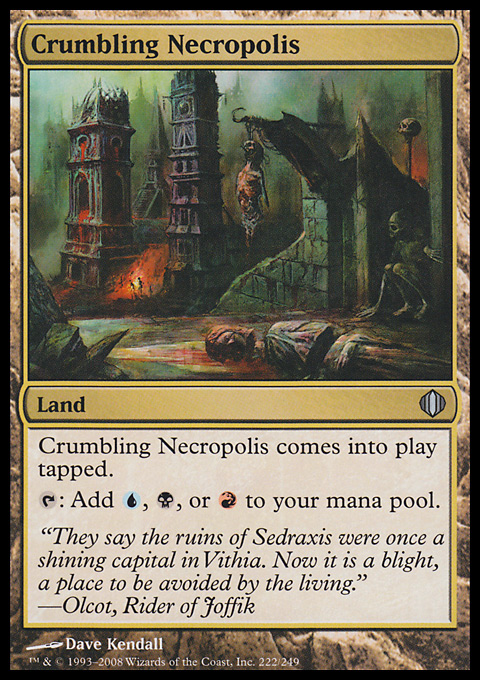 Crumbling Necropolis
Land
Crumbling Necropolis comes into play
tapped.
: Add , , or to your mana pool.
“They say the ruins of Sedraxis were once a
shining capital in Vithia. Now it is a blight,
a place to be avoided by the living.”
—Olcot, Rider of Joffik
Dave Kendall
™ & © 1993–2008 Wizards of the Coast, Inc. 222/249